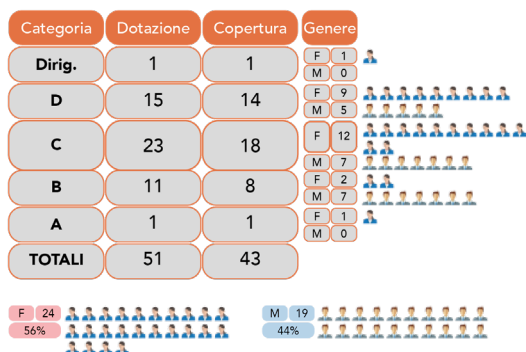 Categoria Dotazione Copertura Genere
Dirig. 1 1 F 1
M 0
D 15 14 F 9
M 5
C 23 18 F 12
M 7
B 11 8 F 2
M 7
A 1 1 F 1
M 0
TOTALI 51 43
F 24 M 19
56% 44%